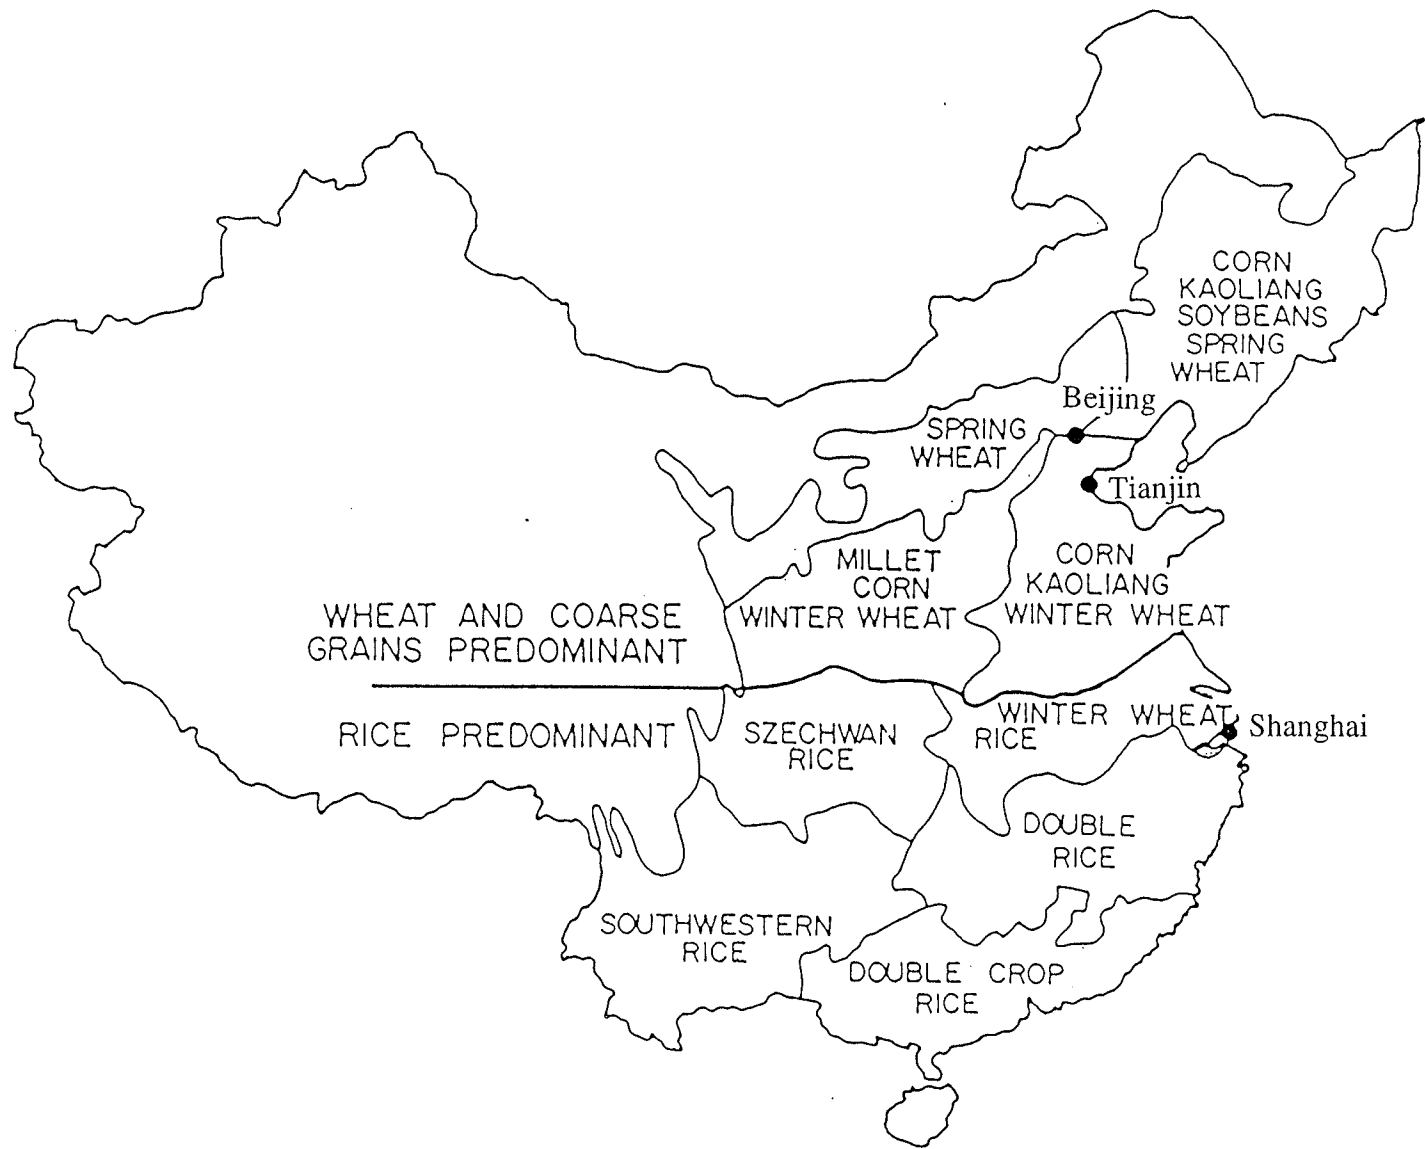 CORN
KAOLIANG
SOYBEANS
SPRING
WHEAT
Beijing
SPRING
WHEAT
Tianjin
MILLET
CORN
WINTER WHEAT
CORN
KAOLIANG
WINTER WHEAT
WHEAT AND COARSE
GRAINS PREDOMINANT
RICE PREDOMINANT
SZECHWAN
RICE
WINTER WHEAT
RICE
Shanghai
DOUBLE
RICE
SOUTHWESTERN
RICE
DOUBLE CROP
RICE